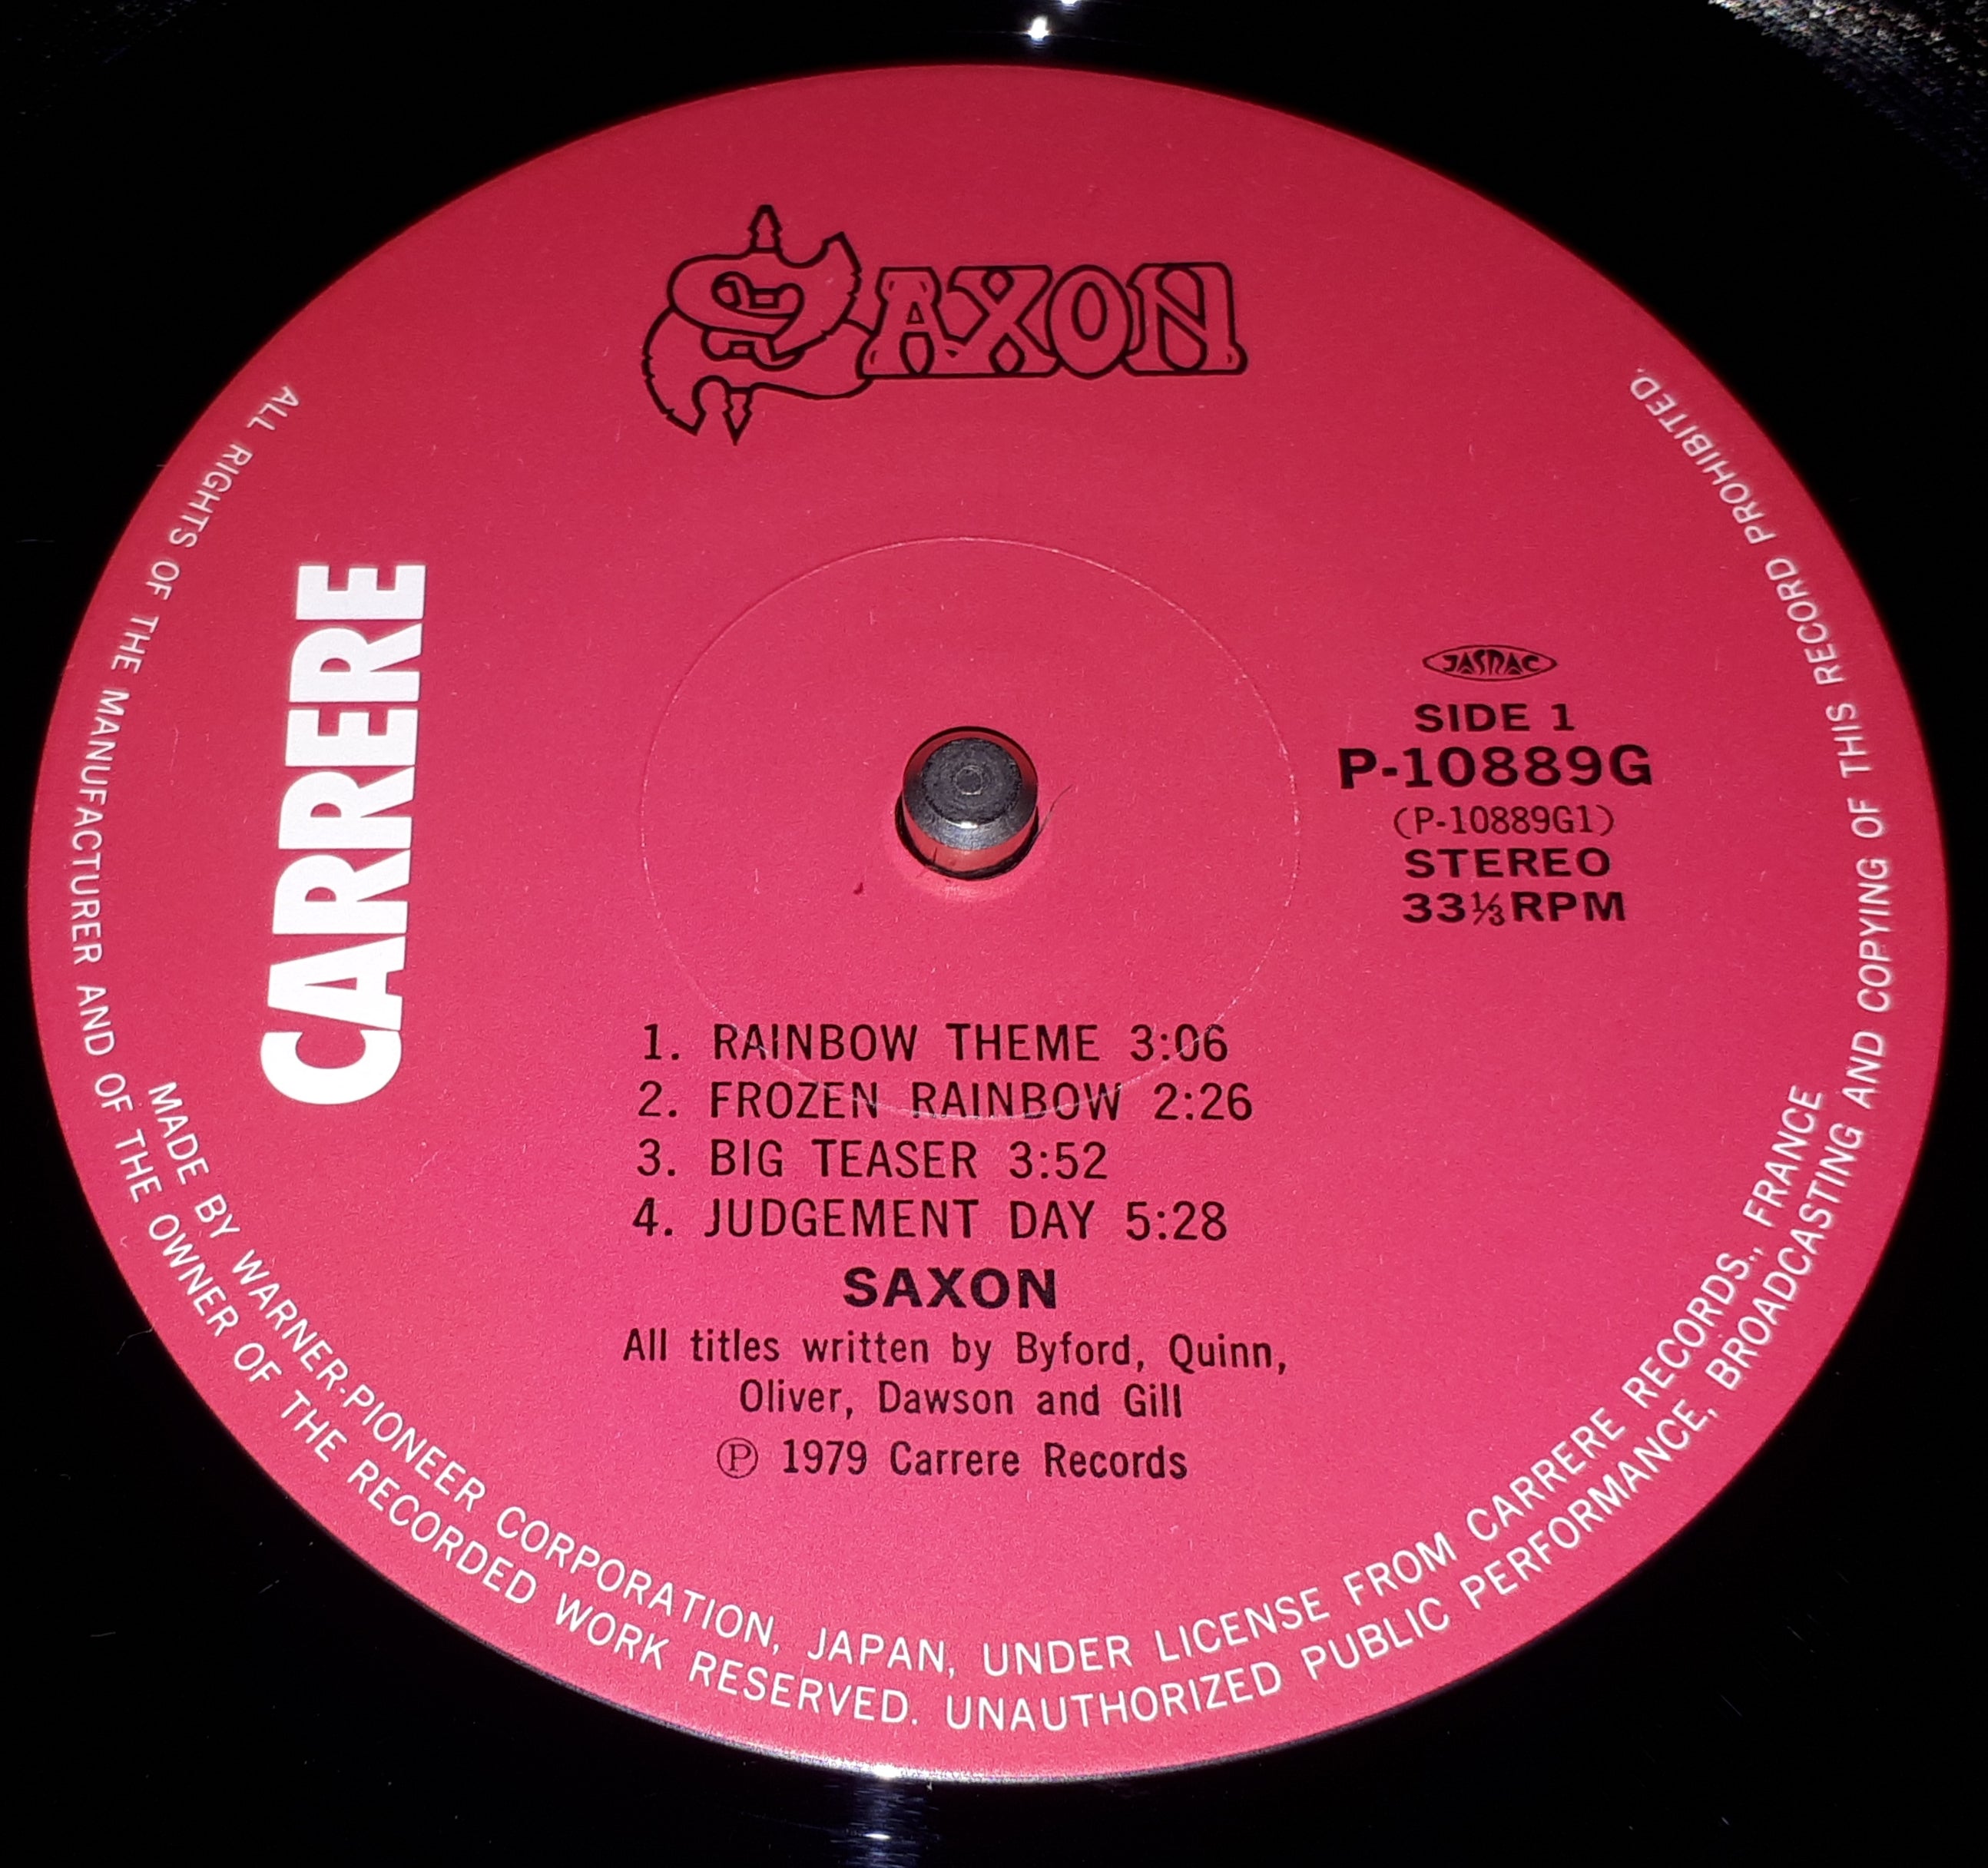 SAXON
CARRERE
JASRAC
SIDE 1
P-10889G
(P-10889G1)
STEREO
33⅓RPM
1. RAINBOW THEME 3:06
2. FROZEN RAINBOW 2:26
3. BIG TEASER 3:52
4. JUDGEMENT DAY 5:28
SAXON
All titles written by Byford, Quinn,
Oliver, Dawson and Gill
Ⓟ 1979 Carrere Records
MADE BY WARNER-PIONEER CORPORATION, JAPAN, UNDER LICENSE FROM CARRERE RECORDS., FRANCE
ALL RIGHTS OF THE MANUFACTURER AND OF THE OWNER OF THE RECORDED WORK RESERVED. UNAUTHORIZED PUBLIC PERFORMANCE, BROADCASTING AND COPYING OF THIS RECORD PROHIBITED.